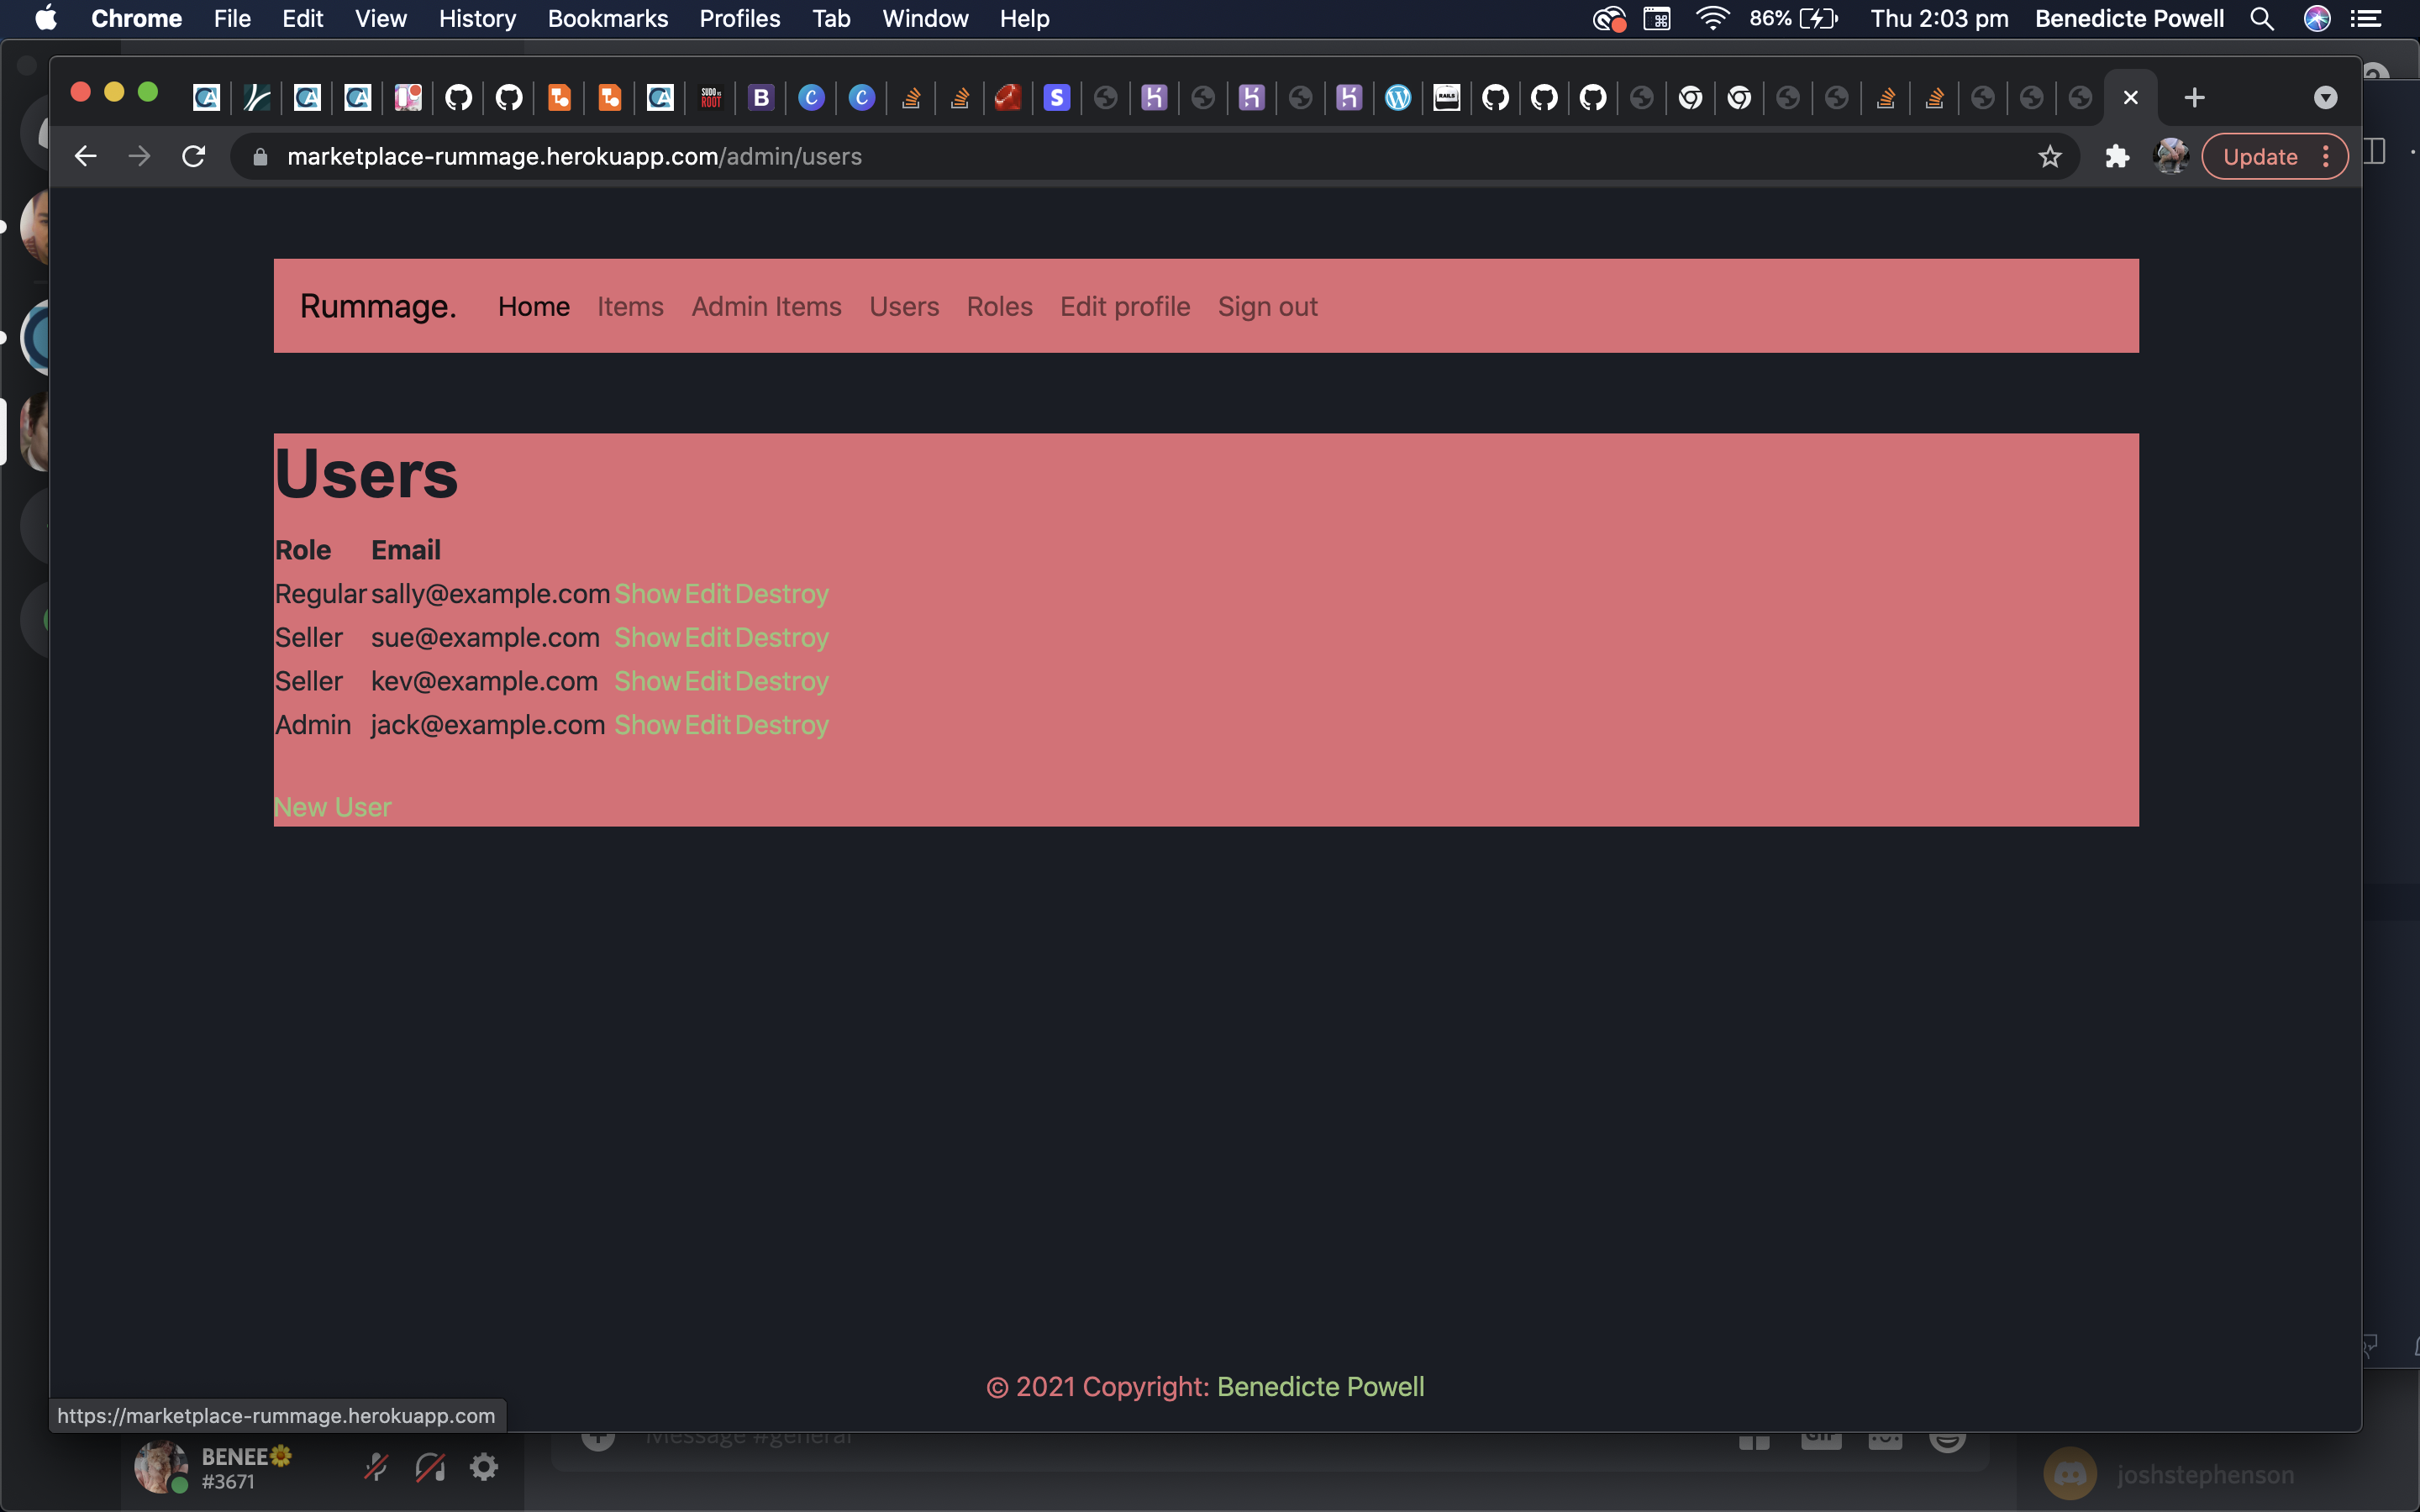 Chrome File Edit View History Bookmarks Profiles Tab Window Help 86% Thu 2:03 pm Benedicte Powell
marketplace-rummage.herokuapp.com/admin/users Update
Rummage. Home Items Admin Items Users Roles Edit profile Sign out
Users
Role Email
Regular sally@example.com Show Edit Destroy
Seller sue@example.com Show Edit Destroy
Seller kev@example.com Show Edit Destroy
Admin jack@example.com Show Edit Destroy
New User
© 2021 Copyright: Benedicte Powell
https://marketplace-rummage.herokuapp.com
Message #general
GIF
BENEE
#3671
joshstephenson